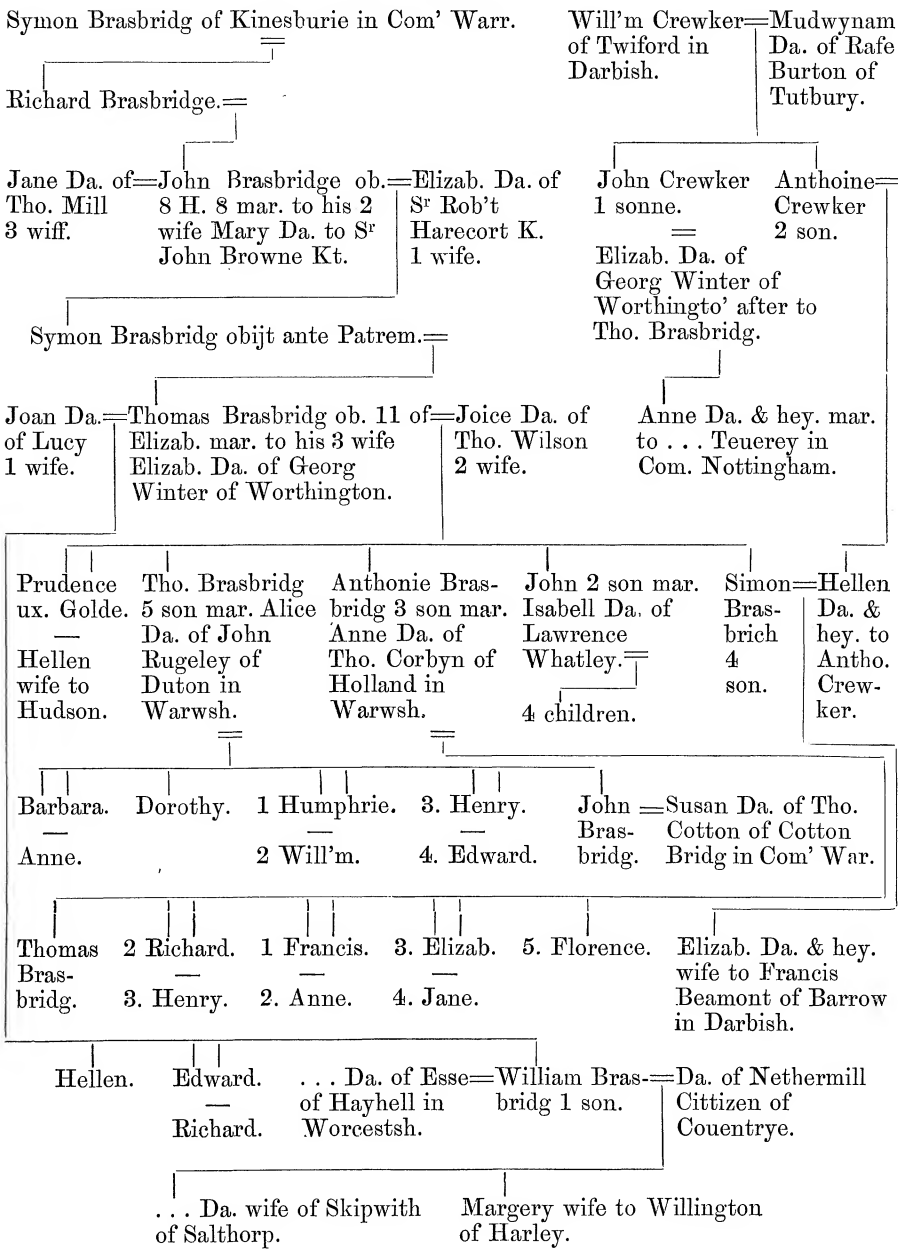 Symon Brasbridg of Kinesburie in Com’ Warr.
Will’m Crewker=Mudwynam
of Twiford in Da. of Rafe
Darbish. Burton of
Tutbury.
Richard Brasbridge.=
Jane Da. of=John Brasbridge ob.=Elizab. Da. of
Tho. Mill 8 H. 8 mar. to his 2 Sr Rob’t
3 wiff. wife Mary Da. to Sr Harecort K.
John Browne Kt. 1 wife.
John Crewker Anthoine=
1 sonne. Crewker
= 2 son.
Elizab. Da. of
Georg Winter of
Worthingto’ after to
Tho. Brasbridg.
Symon Brasbridg obijt ante Patrem.=
Joan Da.=Thomas Brasbridg ob. 11 of=Joice Da. of
of Lucy Elizab. mar. to his 3 wife Tho. Wilson
1 wife. Elizab. Da. of Georg 2 wife.
Winter of Worthington.
Anne Da. & hey. mar.
to . . . Teuerey in
Com. Nottingham.
Prudence
ux. Golde.
—
Hellen
wife to
Hudson.
Tho. Brasbridg
5 son mar. Alice
Da. of John
Rugeley of
Duton in
Warwsh.
=
Anthonie Bras-
bridg 3 son mar.
Anne Da. of
Tho. Corbyn of
Holland in
Warwsh.
=
John 2 son mar.
Isabell Da. of
Lawrence
Whatley.=
4 children.
Simon=Hellen
Bras- Da. &
brich hey. to
4 Antho.
son. Crew-
ker.
Barbara.
—
Anne.
Dorothy.
1 Humphrie.
—
2 Will’m.
3. Henry.
—
4. Edward.
John =Susan Da. of Tho.
Bras- Cotton of Cotton
bridg. Bridg in Com’ War.
Thomas
Bras-
bridg.
2 Richard.
—
3. Henry.
1 Francis.
—
2. Anne.
3. Elizab.
—
4. Jane.
5. Florence.
Elizab. Da. & hey.
wife to Francis
Beamont of Barrow
in Darbish.
Hellen.
Edward.
—
Richard.
. . . Da. of Esse=William Bras-=Da. of Nethermill
of Hayhell in bridg 1 son. Cittizen of
Worcestsh. Couentrye.
. . . Da. wife of Skipwith
of Salthorp.
Margery wife to Willington
of Harley.